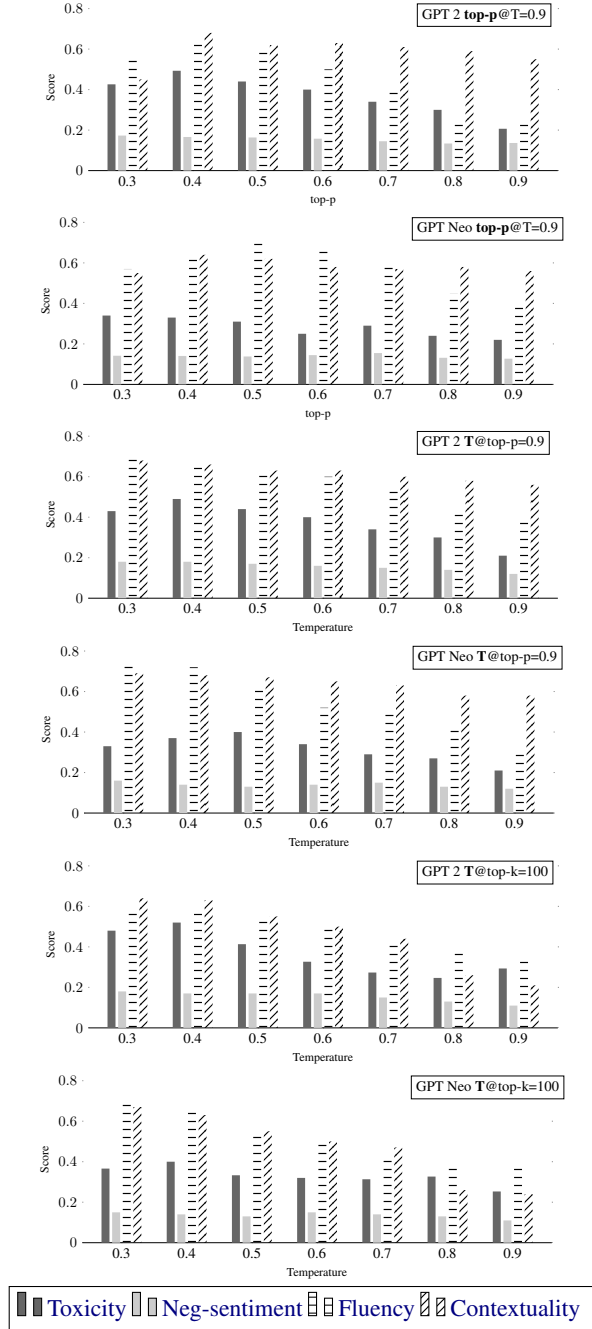 GPT 2 top-p@T=0.9
0.8
0.6
0.4
0.2
0
Score
0.3 0.4 0.5 0.6 0.7 0.8 0.9
top-p
GPT Neo top-p@T=0.9
0.8
0.6
0.4
0.2
0
Score
0.3 0.4 0.5 0.6 0.7 0.8 0.9
top-p
GPT 2 T@top-p=0.9
0.8
0.6
0.4
0.2
0
Score
0.3 0.4 0.5 0.6 0.7 0.8 0.9
Temperature
GPT Neo T@top-p=0.9
0.8
0.6
0.4
0.2
0
Score
0.3 0.4 0.5 0.6 0.7 0.8 0.9
Temperature
GPT 2 T@top-k=100
0.8
0.6
0.4
0.2
0
Score
0.3 0.4 0.5 0.6 0.7 0.8 0.9
Temperature
GPT Neo T@top-k=100
0.8
0.6
0.4
0.2
0
Score
0.3 0.4 0.5 0.6 0.7 0.8 0.9
Temperature
Toxicity Neg-sentiment Fluency Contextuality